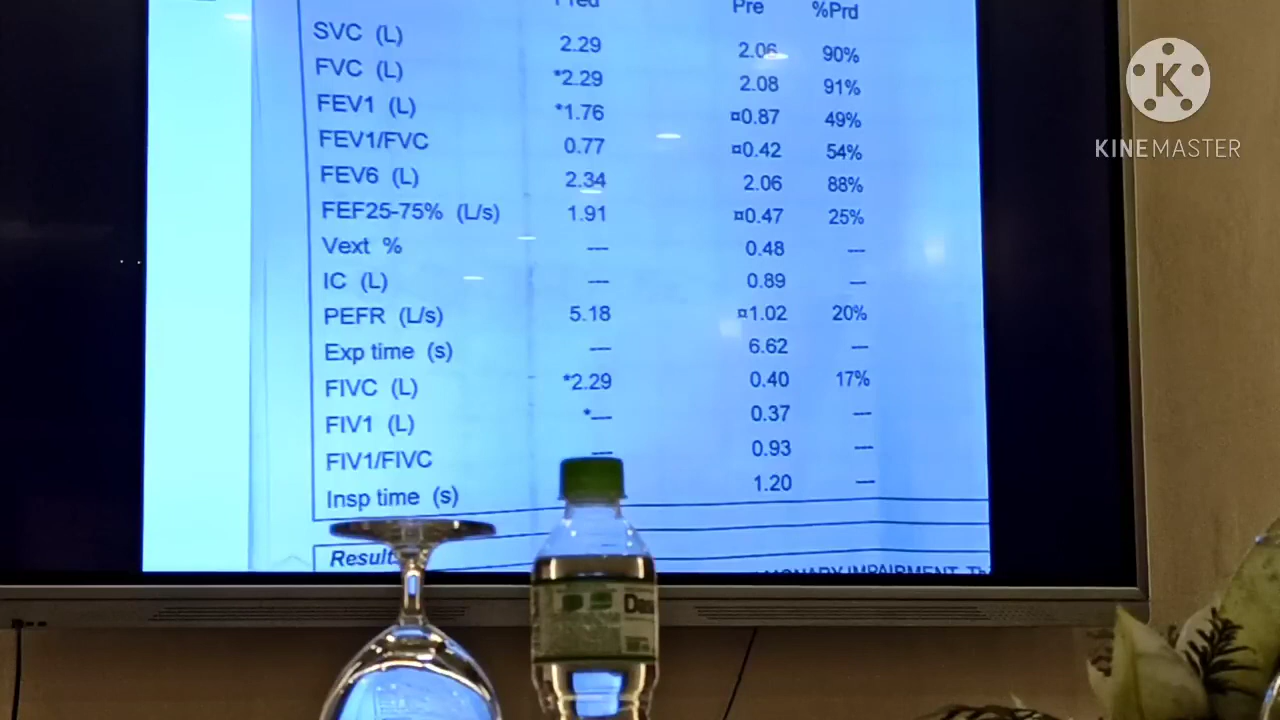 Pred Pre %Prd
SVC (L) 2.29 2.06 90%
FVC (L) *2.29 2.08 91%
FEV1 (L) *1.76 ¤0.87 49%
FEV1/FVC 0.77 ¤0.42 54%
FEV6 (L) 2.34 2.06 88%
FEF25-75% (L/s) 1.91 ¤0.47 25%
Vext % --- 0.48 ---
IC (L) --- 0.89 ---
PEFR (L/s) 5.18 ¤1.02 20%
Exp time (s) --- 6.62 ---
FIVC (L) *2.29 0.40 17%
FIV1 (L) *--- 0.37 ---
FIV1/FIVC --- 0.93 ---
Insp time (s) 1.20 ---
Result
IMPAIRMENT.
K
KINEMASTER